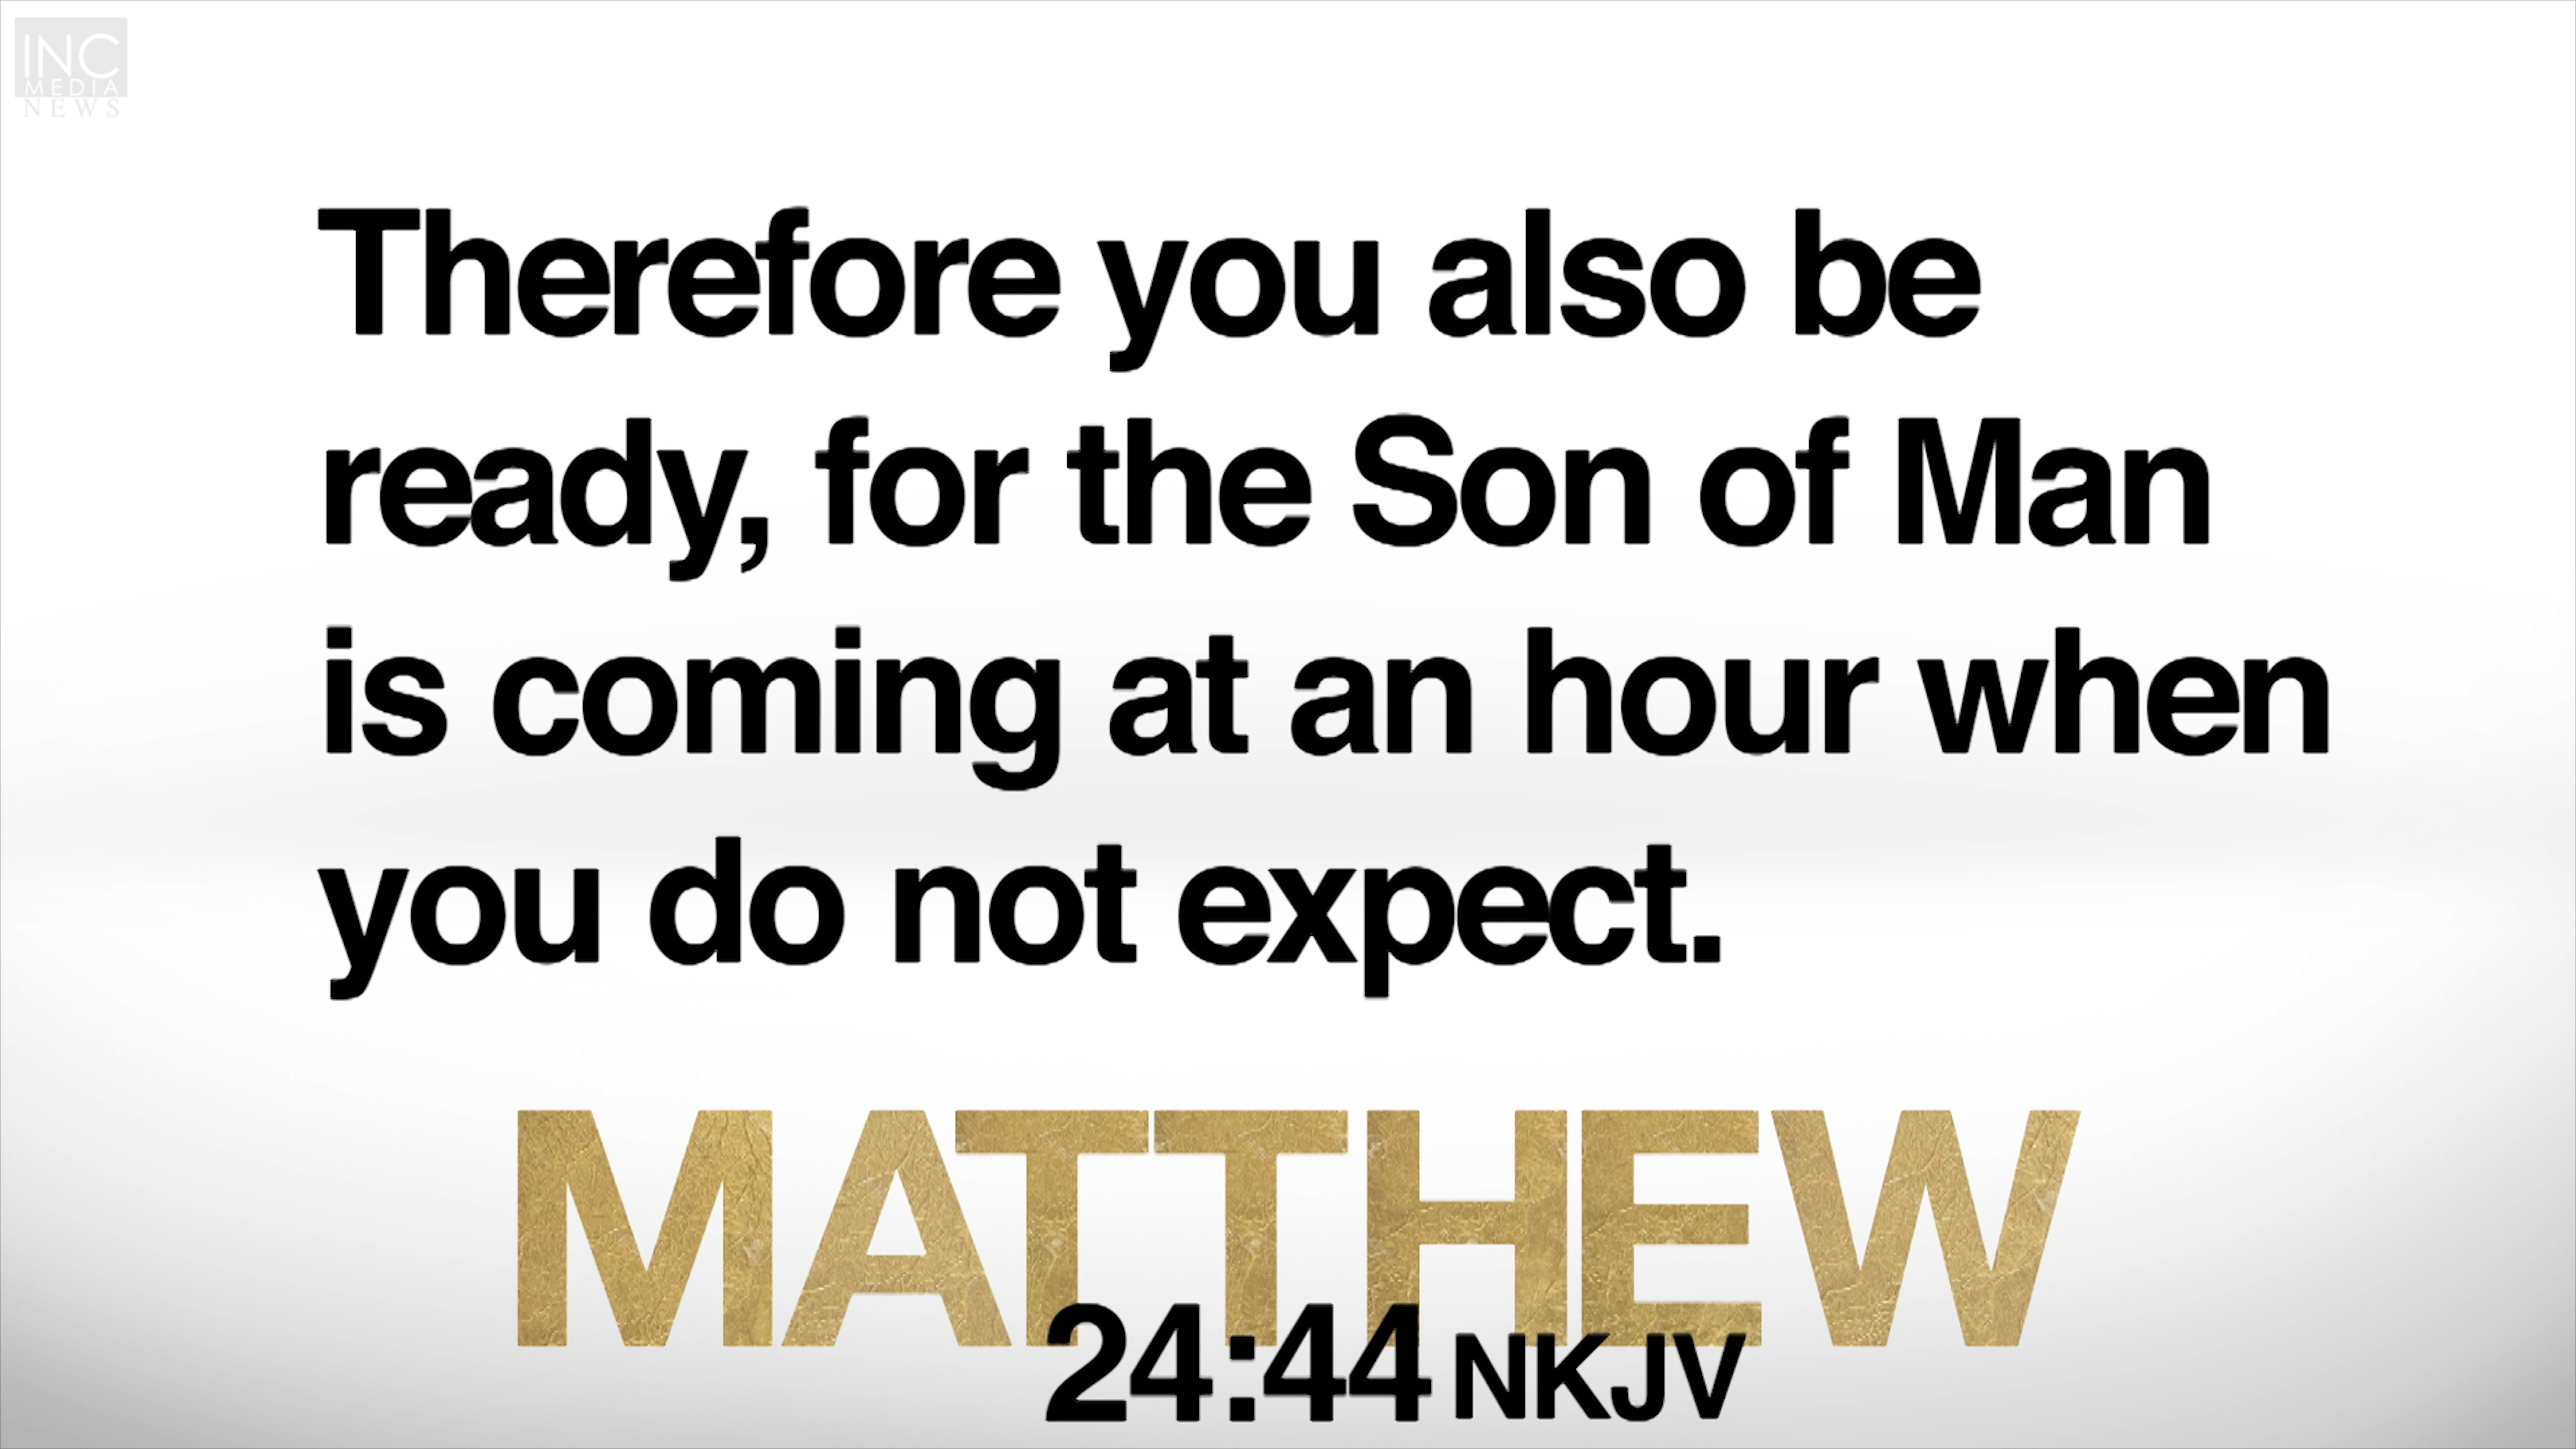 INC
MEDIA
NEWS
Therefore you also be
ready, for the Son of Man
is coming at an hour when
you do not expect.
MATTHEW
24:44 NKJV